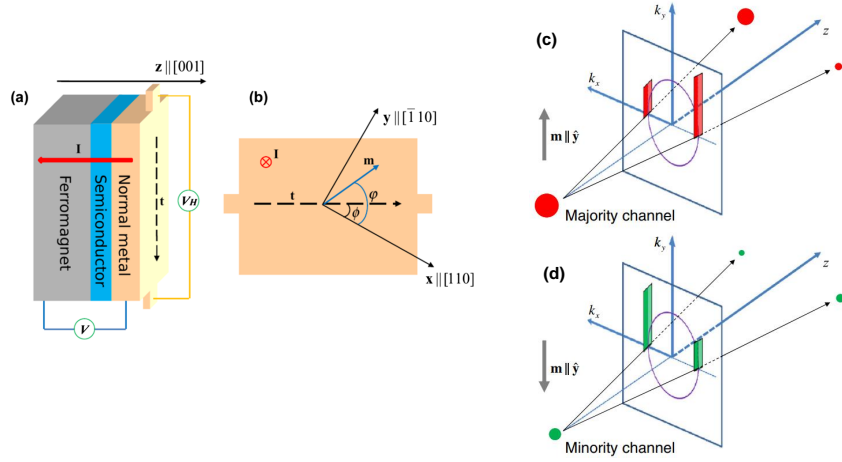 (a)
z || [001]
I
Ferromagnet
Semiconductor
Normal metal
t
V_H
V
(b)
y || [1̅ 10]
I
m
t
ϕ
φ
x || [110]
(c)
k_y
z
k_x
m || ŷ
Majority channel
(d)
k_y
z
k_x
m || ŷ
Minority channel